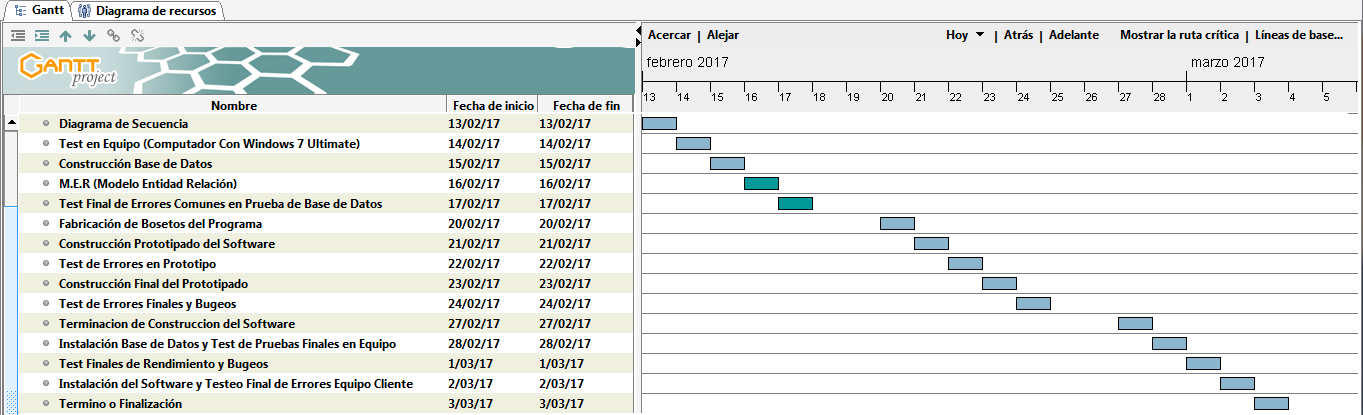 Gantt Diagrama de recursos
Acercar | Alejar Hoy | Atrás | Adelante Mostrar la ruta crítica | Líneas de base...
GANTT project
febrero 2017 marzo 2017
13 14 15 16 17 18 19 20 21 22 23 24 25 26 27 28 1 2 3 4 5
Nombre Fecha de inicio Fecha de fin
Diagrama de Secuencia 13/02/17 13/02/17
Test en Equipo (Computador Con Windows 7 Ultimate) 14/02/17 14/02/17
Construcción Base de Datos 15/02/17 15/02/17
M.E.R (Modelo Entidad Relación) 16/02/17 16/02/17
Test Final de Errores Comunes en Prueba de Base de Datos 17/02/17 17/02/17
Fabricación de Bosetos del Programa 20/02/17 20/02/17
Construcción Prototipado del Software 21/02/17 21/02/17
Test de Errores en Prototipo 22/02/17 22/02/17
Construcción Final del Prototipado 23/02/17 23/02/17
Test de Errores Finales y Bugeos 24/02/17 24/02/17
Terminacion de Construccion del Software 27/02/17 27/02/17
Instalación Base de Datos y Test de Pruebas Finales en Equipo 28/02/17 28/02/17
Test Finales de Rendimiento y Bugeos 1/03/17 1/03/17
Instalación del Software y Testeo Final de Errores Equipo Cliente 2/03/17 2/03/17
Termino o Finalización 3/03/17 3/03/17